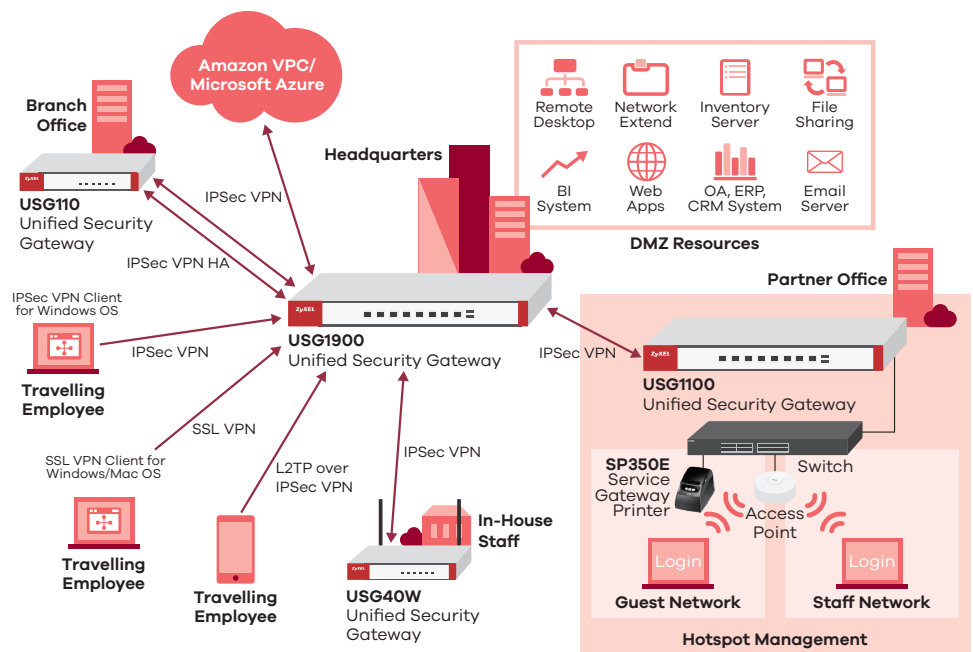 Amazon VPC/
Microsoft Azure
Branch
Office
ZyXEL
USG110
Unified Security
Gateway
IPSec VPN
IPSec VPN HA
Headquarters
Remote
Desktop
Network
Extend
Inventory
Server
File
Sharing
BI
System
Web
Apps
OA, ERP,
CRM System
Email
Server
DMZ Resources
Partner Office
IPSec VPN Client
for Windows OS
IPSec VPN
Travelling
Employee
ZyXEL
USG1900
Unified Security Gateway
IPSec VPN
ZyXEL
USG1100
Unified Security Gateway
SSL VPN
SSL VPN Client for
Windows/Mac OS
Travelling
Employee
L2TP over
IPSec VPN
Travelling
Employee
IPSec VPN
In-House
Staff
ZyXEL
USG40W
Unified Security
Gateway
Switch
SP350E
Service
Gateway
Printer
Access
Point
Login
Guest Network
Login
Staff Network
Hotspot Management